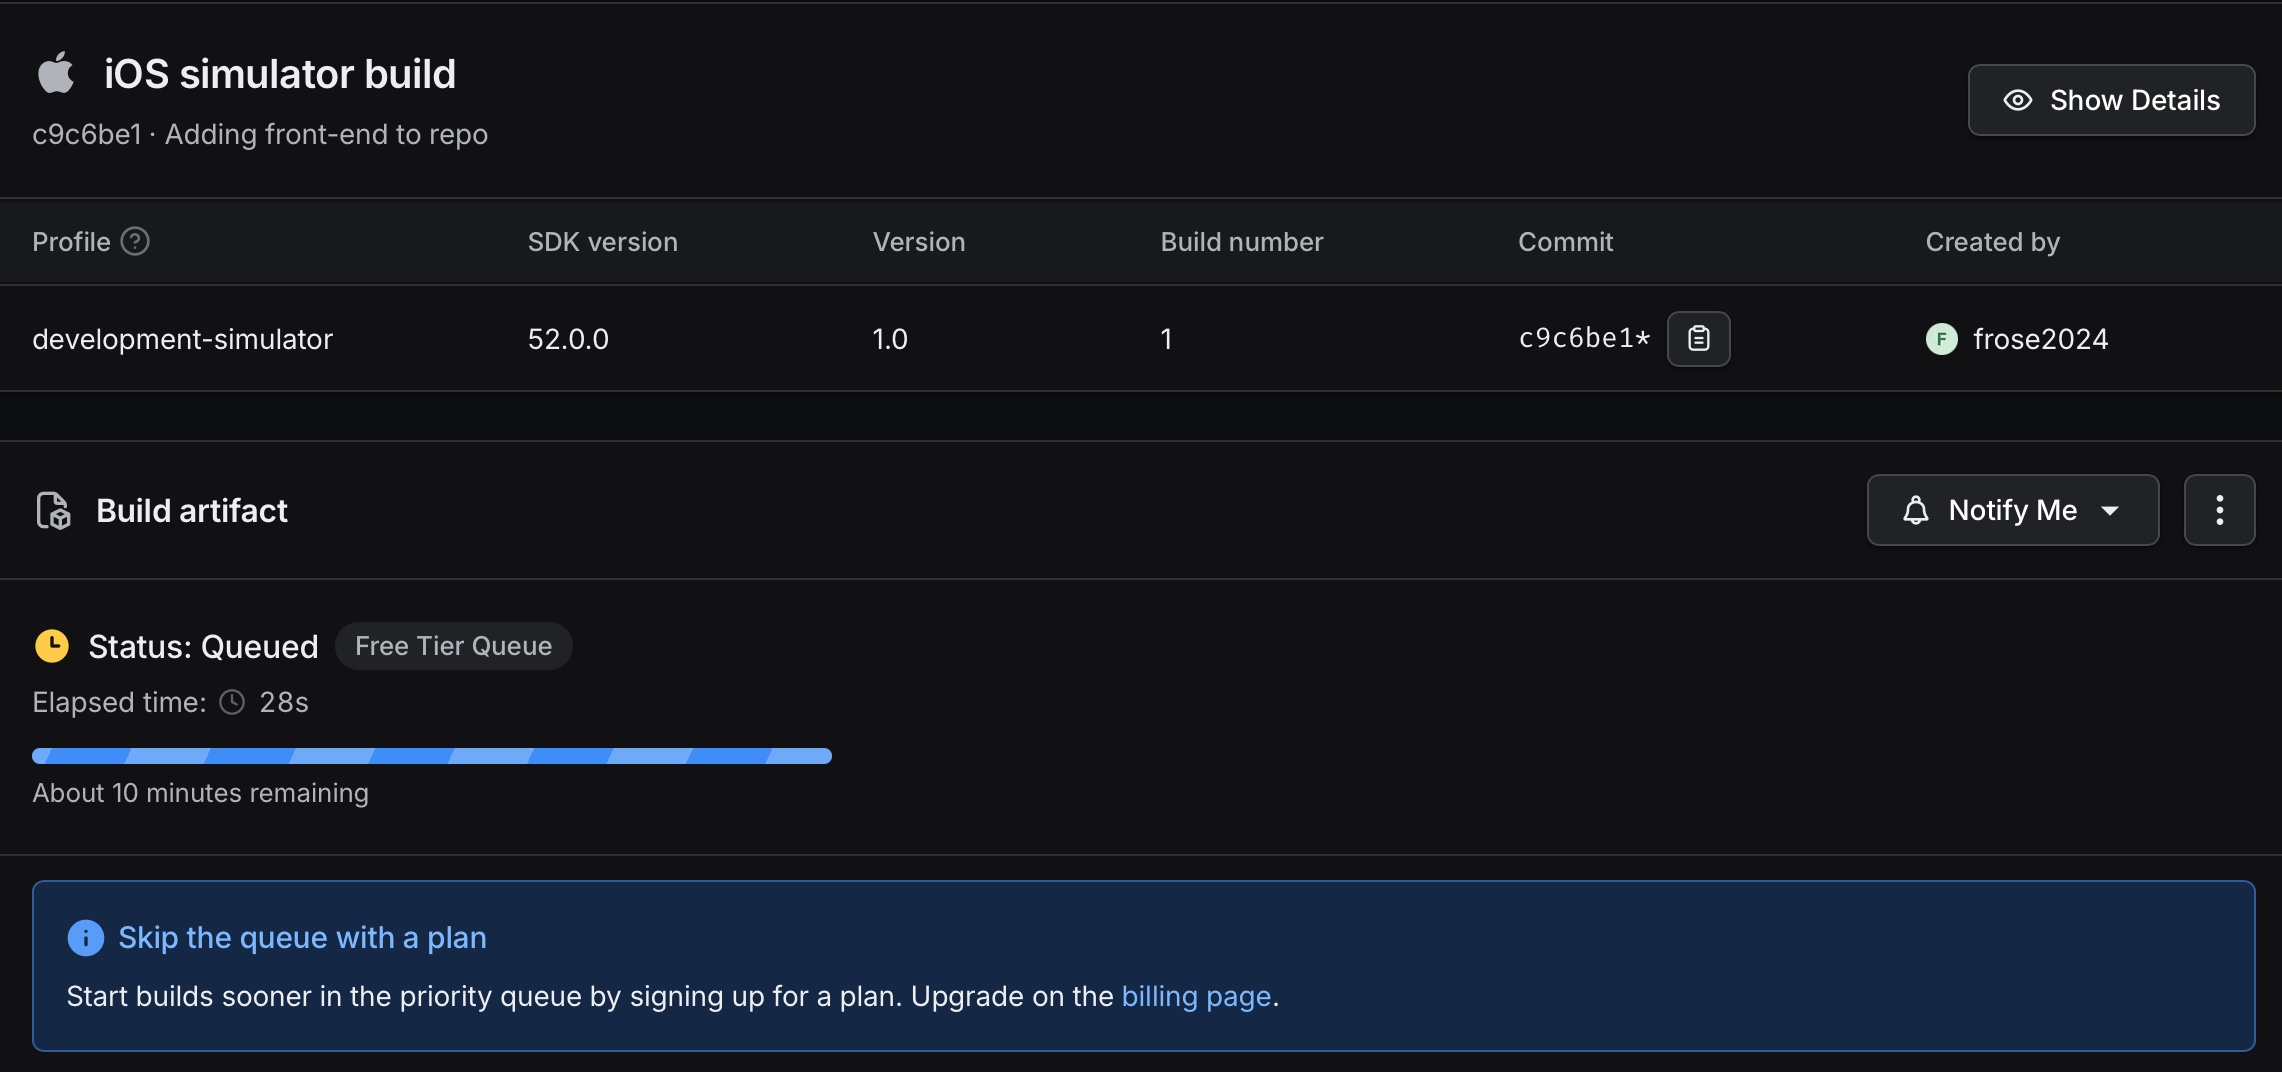 iOS simulator build
c9c6be1 · Adding front-end to repo
Show Details
Profile SDK version Version Build number Commit Created by
development-simulator 52.0.0 1.0 1 c9c6be1* F frose2024
Build artifact
Notify Me
Status: Queued Free Tier Queue
Elapsed time: 28s
About 10 minutes remaining
Skip the queue with a plan
Start builds sooner in the priority queue by signing up for a plan. Upgrade on the billing page.